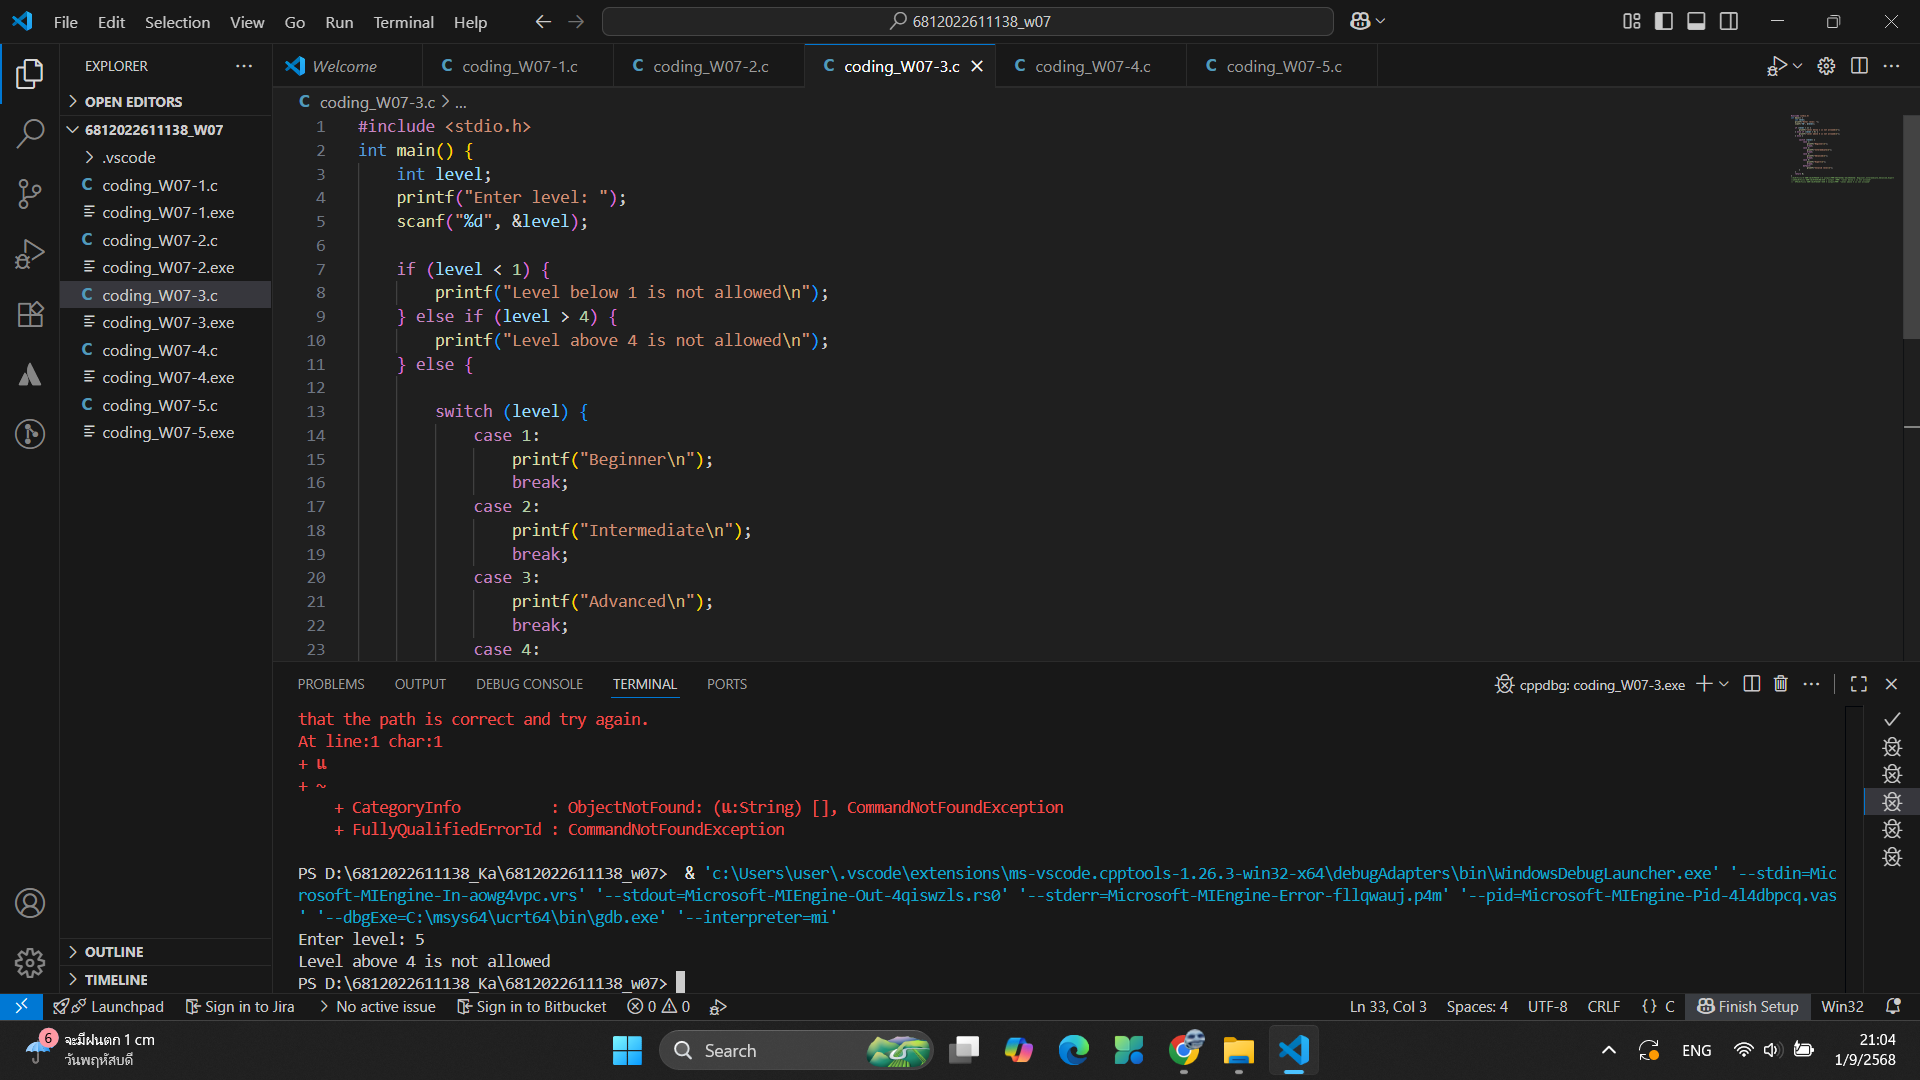 File Edit Selection View Go Run Terminal Help
6812022611138_w07
EXPLORER
OPEN EDITORS
6812022611138_W07
.vscode
C coding_W07-1.c
coding_W07-1.exe
C coding_W07-2.c
coding_W07-2.exe
C coding_W07-3.c
coding_W07-3.exe
C coding_W07-4.c
coding_W07-4.exe
C coding_W07-5.c
coding_W07-5.exe
OUTLINE
TIMELINE
Welcome C coding_W07-1.c C coding_W07-2.c C coding_W07-3.c C coding_W07-4.c C coding_W07-5.c
C coding_W07-3.c > ...
1 #include <stdio.h>
2 int main() {
3 int level;
4 printf("Enter level: ");
5 scanf("%d", &level);
6
7 if (level < 1) {
8 printf("Level below 1 is not allowed\n");
9 } else if (level > 4) {
10 printf("Level above 4 is not allowed\n");
11 } else {
12
13 switch (level) {
14 case 1:
15 printf("Beginner\n");
16 break;
17 case 2:
18 printf("Intermediate\n");
19 break;
20 case 3:
21 printf("Advanced\n");
22 break;
23 case 4:
PROBLEMS OUTPUT DEBUG CONSOLE TERMINAL PORTS
cppdbg: coding_W07-3.exe
that the path is correct and try again.
At line:1 char:1
+ แ
+ ~
+ CategoryInfo : ObjectNotFound: (แ:String) [], CommandNotFoundException
+ FullyQualifiedErrorId : CommandNotFoundException
PS D:\6812022611138_Ka\6812022611138_w07> & 'c:\Users\user\.vscode\extensions\ms-vscode.cpptools-1.26.3-win32-x64\debugAdapters\bin\WindowsDebugLauncher.exe' '--stdin=Mic
rosoft-MIEngine-In-aowg4vpc.vrs' '--stdout=Microsoft-MIEngine-Out-4qiswzls.rs0' '--stderr=Microsoft-MIEngine-Error-fllqwauj.p4m' '--pid=Microsoft-MIEngine-Pid-4l4dbpcq.vas
' '--dbgExe=C:\msys64\ucrt64\bin\gdb.exe' '--interpreter=mi'
Enter level: 5
Level above 4 is not allowed
PS D:\6812022611138_Ka\6812022611138_w07>
Launchpad Sign in to Jira > No active issue Sign in to Bitbucket 0 0
Ln 33, Col 3 Spaces: 4 UTF-8 CRLF {} C Finish Setup Win32
6
จะมีฝนตก 1 cm
วันพฤหัสบดี
Search
ENG
21:04
1/9/2568